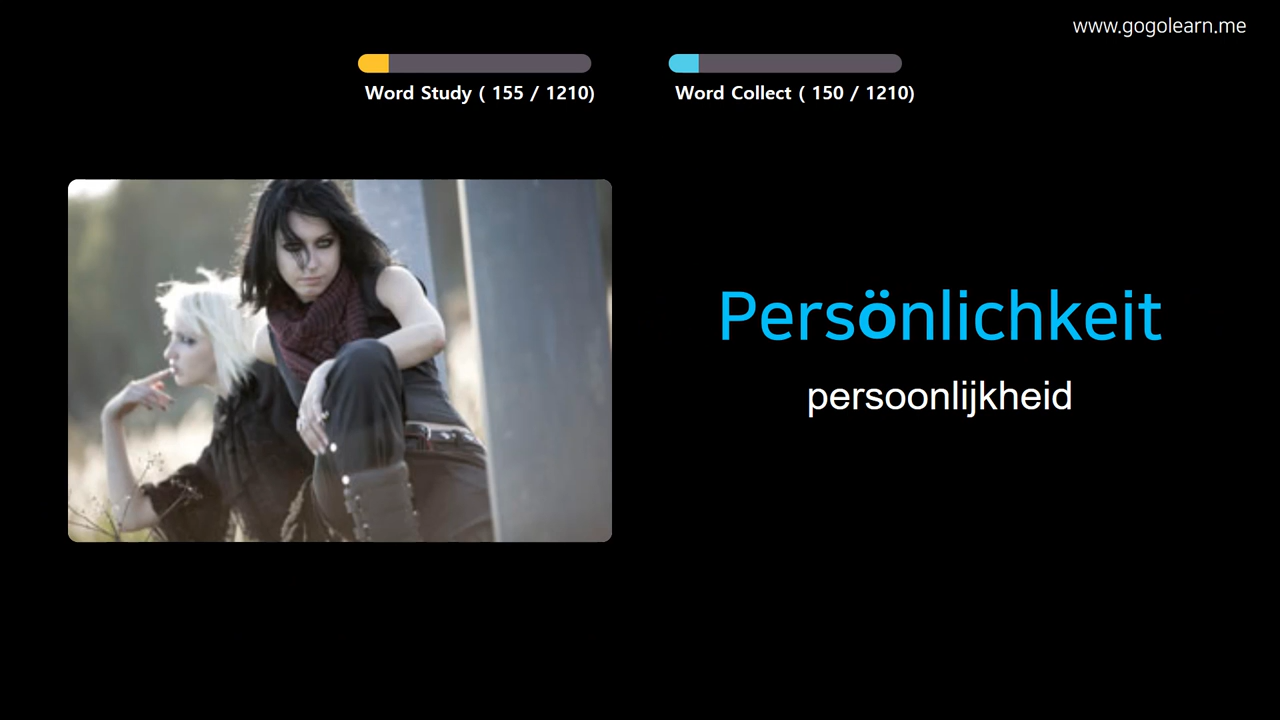 www.gogolearn.me
Word Study ( 155 / 1210)
Word Collect ( 150 / 1210)
Persönlichkeit
persoonlijkheid